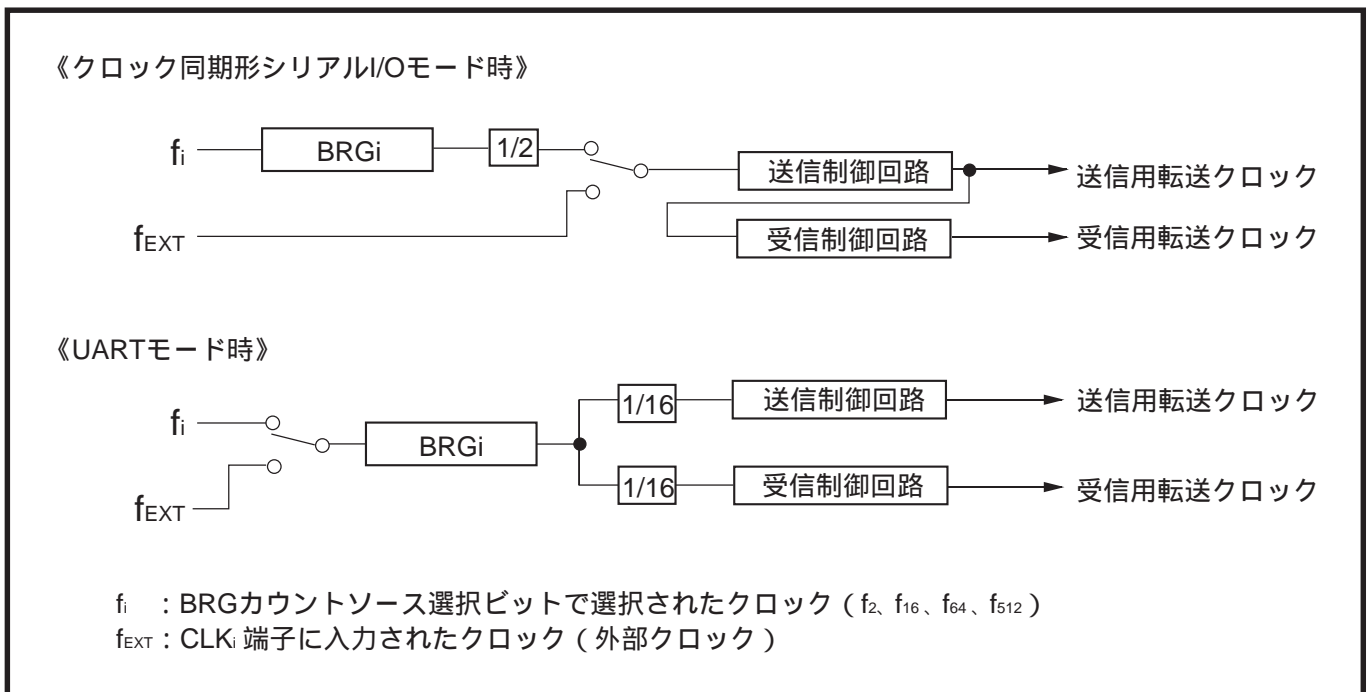 《クロック同期形シリアルI/Oモード時》
fi BRGi 1/2 送信制御回路 送信用転送クロック
fEXT 受信制御回路 受信用転送クロック
《UARTモード時》
1/16 送信制御回路 送信用転送クロック
fi BRGi
1/16 受信制御回路 受信用転送クロック
fEXT
fi :BRGカウントソース選択ビットで選択されたクロック(f2、f16、f64、f512)
fEXT:CLKi 端子に入力されたクロック(外部クロック)